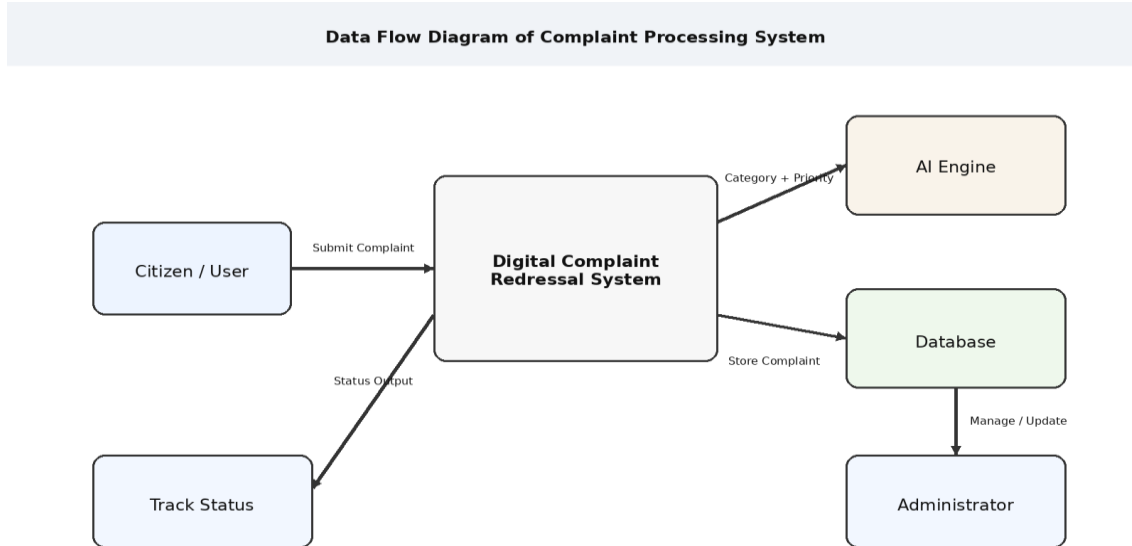 Data Flow Diagram of Complaint Processing System
AI Engine
Category + Priority
Submit Complaint
Digital Complaint
Redressal System
Citizen / User
Database
Store Complaint
Status Output
Manage / Update
Track Status
Administrator